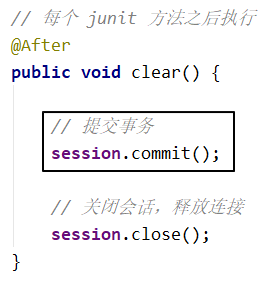 // 每个 junit 方法之后执行
@After
public void clear() {
// 提交事务
session.commit();
// 关闭会话，释放连接
session.close();
}